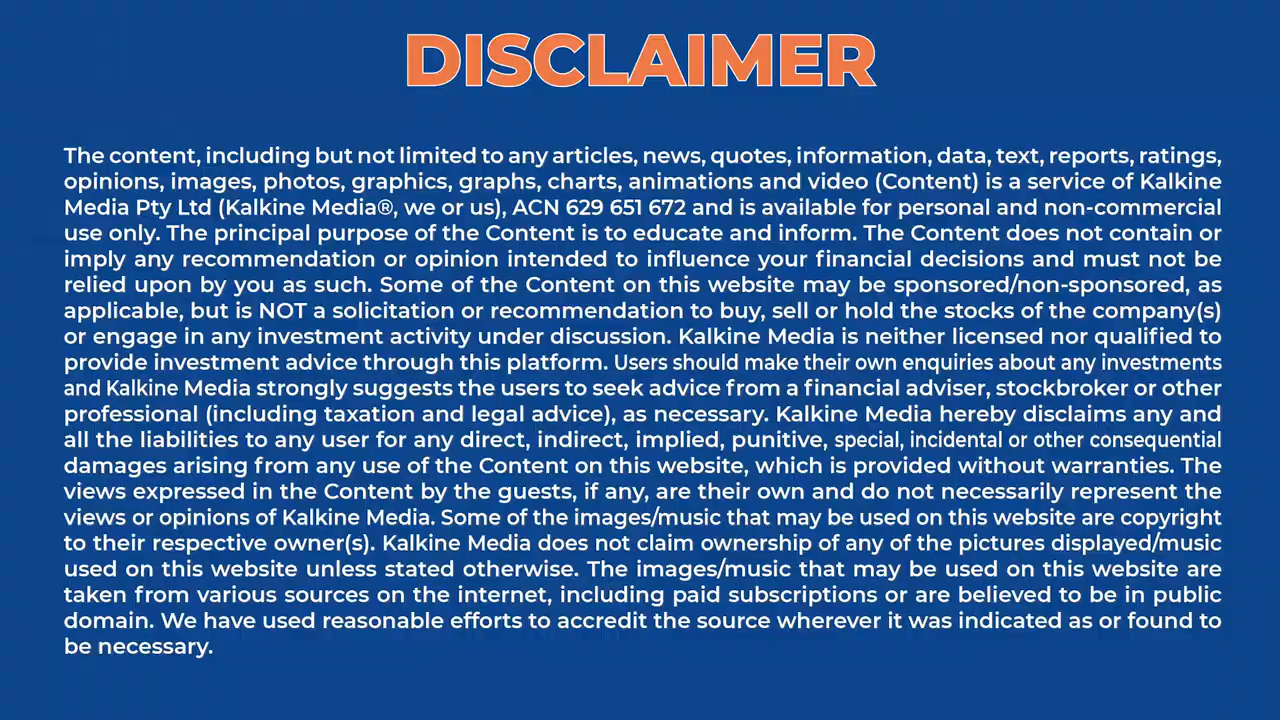 DISCLAIMER
The content, including but not limited to any articles, news, quotes, information, data, text, reports, ratings,
opinions, images, photos, graphics, graphs, charts, animations and video (Content) is a service of Kalkine
Media Pty Ltd (Kalkine Media®, we or us), ACN 629 651 672 and is available for personal and non-commercial
use only. The principal purpose of the Content is to educate and inform. The Content does not contain or
imply any recommendation or opinion intended to influence your financial decisions and must not be
relied upon by you as such. Some of the Content on this website may be sponsored/non-sponsored, as
applicable, but is NOT a solicitation or recommendation to buy, sell or hold the stocks of the company(s)
or engage in any investment activity under discussion. Kalkine Media is neither licensed nor qualified to
provide investment advice through this platform. Users should make their own enquiries about any investments
and Kalkine Media strongly suggests the users to seek advice from a financial adviser, stockbroker or other
professional (including taxation and legal advice), as necessary. Kalkine Media hereby disclaims any and
all the liabilities to any user for any direct, indirect, implied, punitive, special, incidental or other consequential
damages arising from any use of the Content on this website, which is provided without warranties. The
views expressed in the Content by the guests, if any, are their own and do not necessarily represent the
views or opinions of Kalkine Media. Some of the images/music that may be used on this website are copyright
to their respective owner(s). Kalkine Media does not claim ownership of any of the pictures displayed/music
used on this website unless stated otherwise. The images/music that may be used on this website are
taken from various sources on the internet, including paid subscriptions or are believed to be in public
domain. We have used reasonable efforts to accredit the source wherever it was indicated as or found to
be necessary.